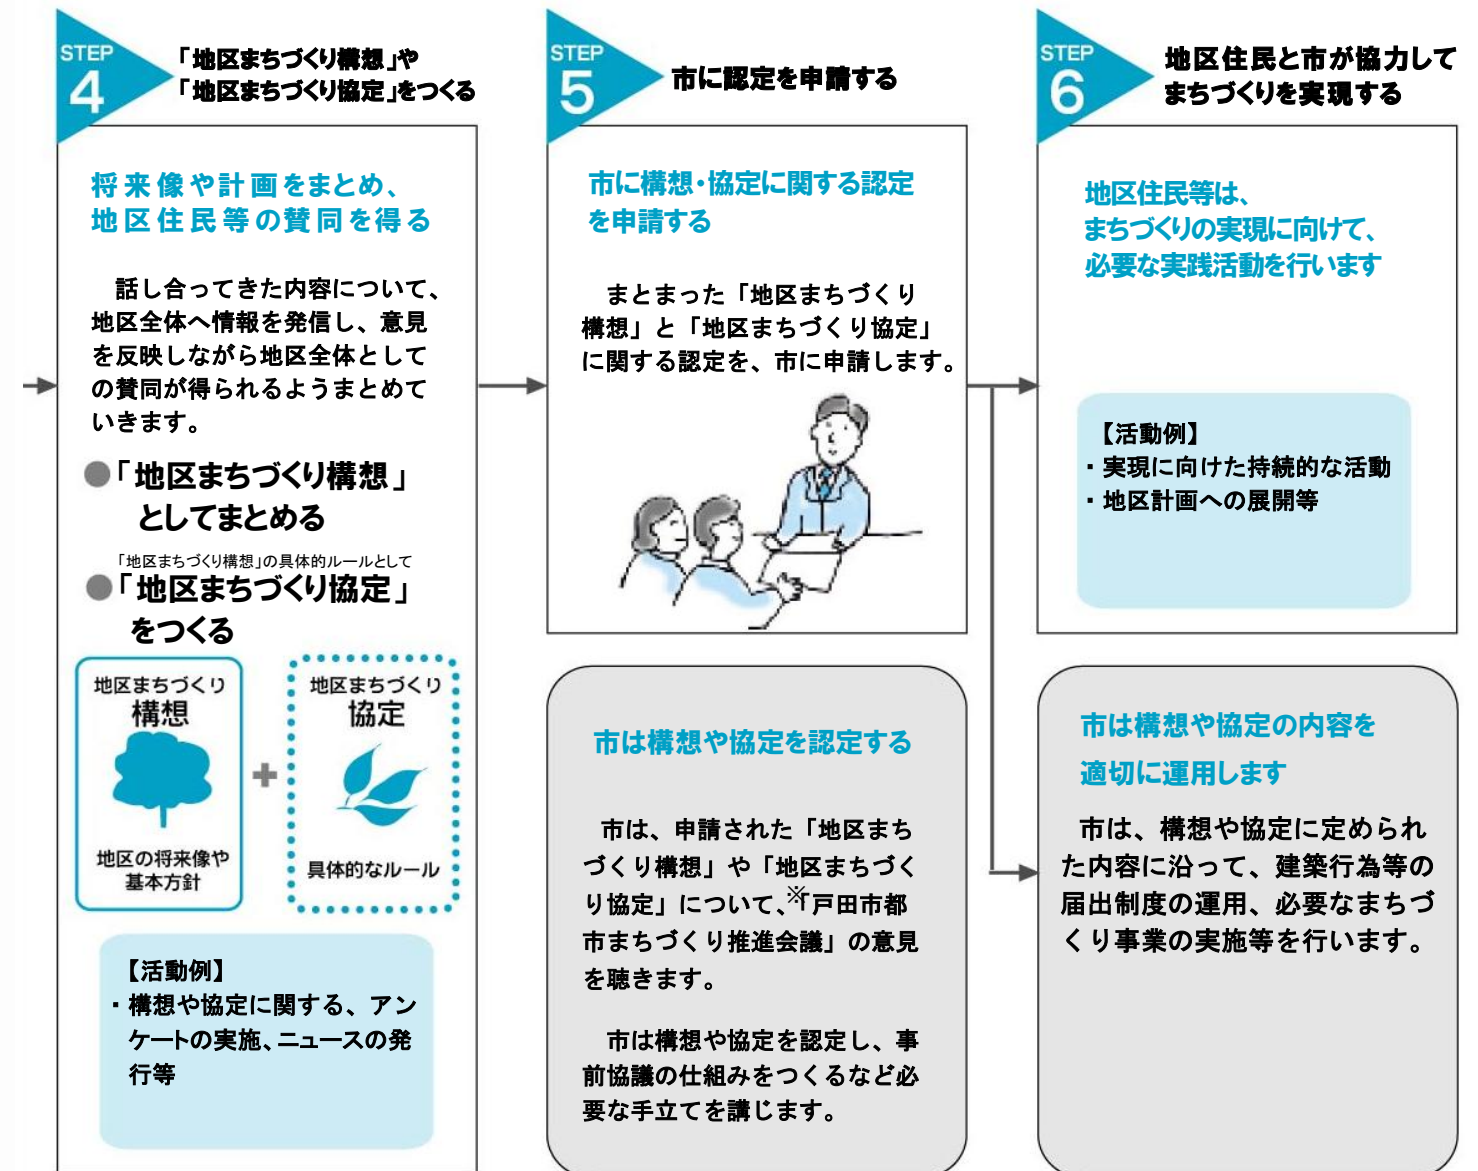 STEP
4
「地区まちづくり構想」や
「地区まちづくり協定」をつくる
将来像や計画をまとめ、
地区住民等の賛同を得る
話し合ってきた内容について、
地区全体へ情報を発信し、意見
を反映しながら地区全体として
の賛同が得られるようまとめて
いきます。
●「地区まちづくり構想」
としてまとめる
「地区まちづくり構想」の具体的ルールとして
●「地区まちづくり協定」
をつくる
地区まちづくり
構想
地区の将来像や
基本方針
+
地区まちづくり
協定
具体的なルール
【活動例】
・構想や協定に関する、アン
ケートの実施、ニュースの発
行等
STEP
5
市に認定を申請する
市に構想・協定に関する認定
を申請する
まとまった「地区まちづくり
構想」と「地区まちづくり協定」
に関する認定を、市に申請します。
市は構想や協定を認定する
市は、申請された「地区まち
づくり構想」や「地区まちづく
り協定」について、※「戸田市都
市まちづくり推進会議」の意見
を聴きます。
市は構想や協定を認定し、事
前協議の仕組みをつくるなど必
要な手立てを講じます。
STEP
6
地区住民と市が協力して
まちづくりを実現する
地区住民等は、
まちづくりの実現に向けて、
必要な実践活動を行います
【活動例】
・実現に向けた持続的な活動
・地区計画への展開等
市は構想や協定の内容を
適切に運用します
市は、構想や協定に定められ
た内容に沿って、建築行為等の
届出制度の運用、必要なまちづ
くり事業の実施等を行います。